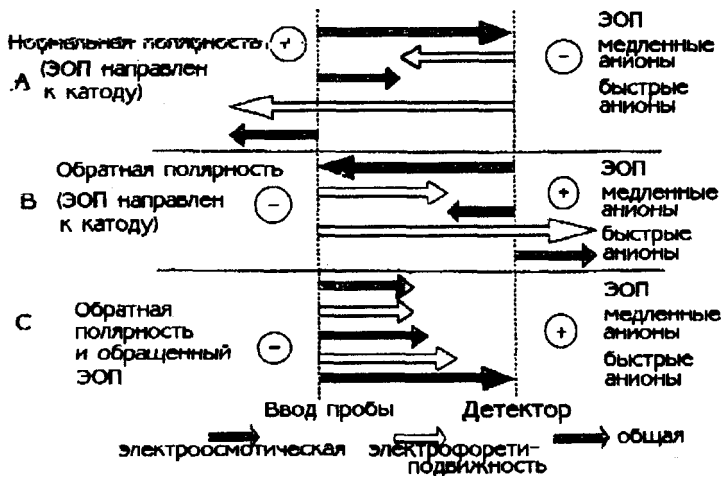 ЭОП
Нормальная полярность,
+
-
медленные
анионы
А (ЭОП направлен
к катоду)
быстрые
анионы
Обратная полярность
ЭОП
В (ЭОП направлен
к катоду)
-
+
медленные
анионы
быстрые
анионы
С
Обратная
полярность
и обращенный
ЭОП
-
+
ЭОП
медленные
анионы
быстрые
анионы
Ввод пробы
Детектор
электроосмотическая
электрофорети-
подвижность
общая